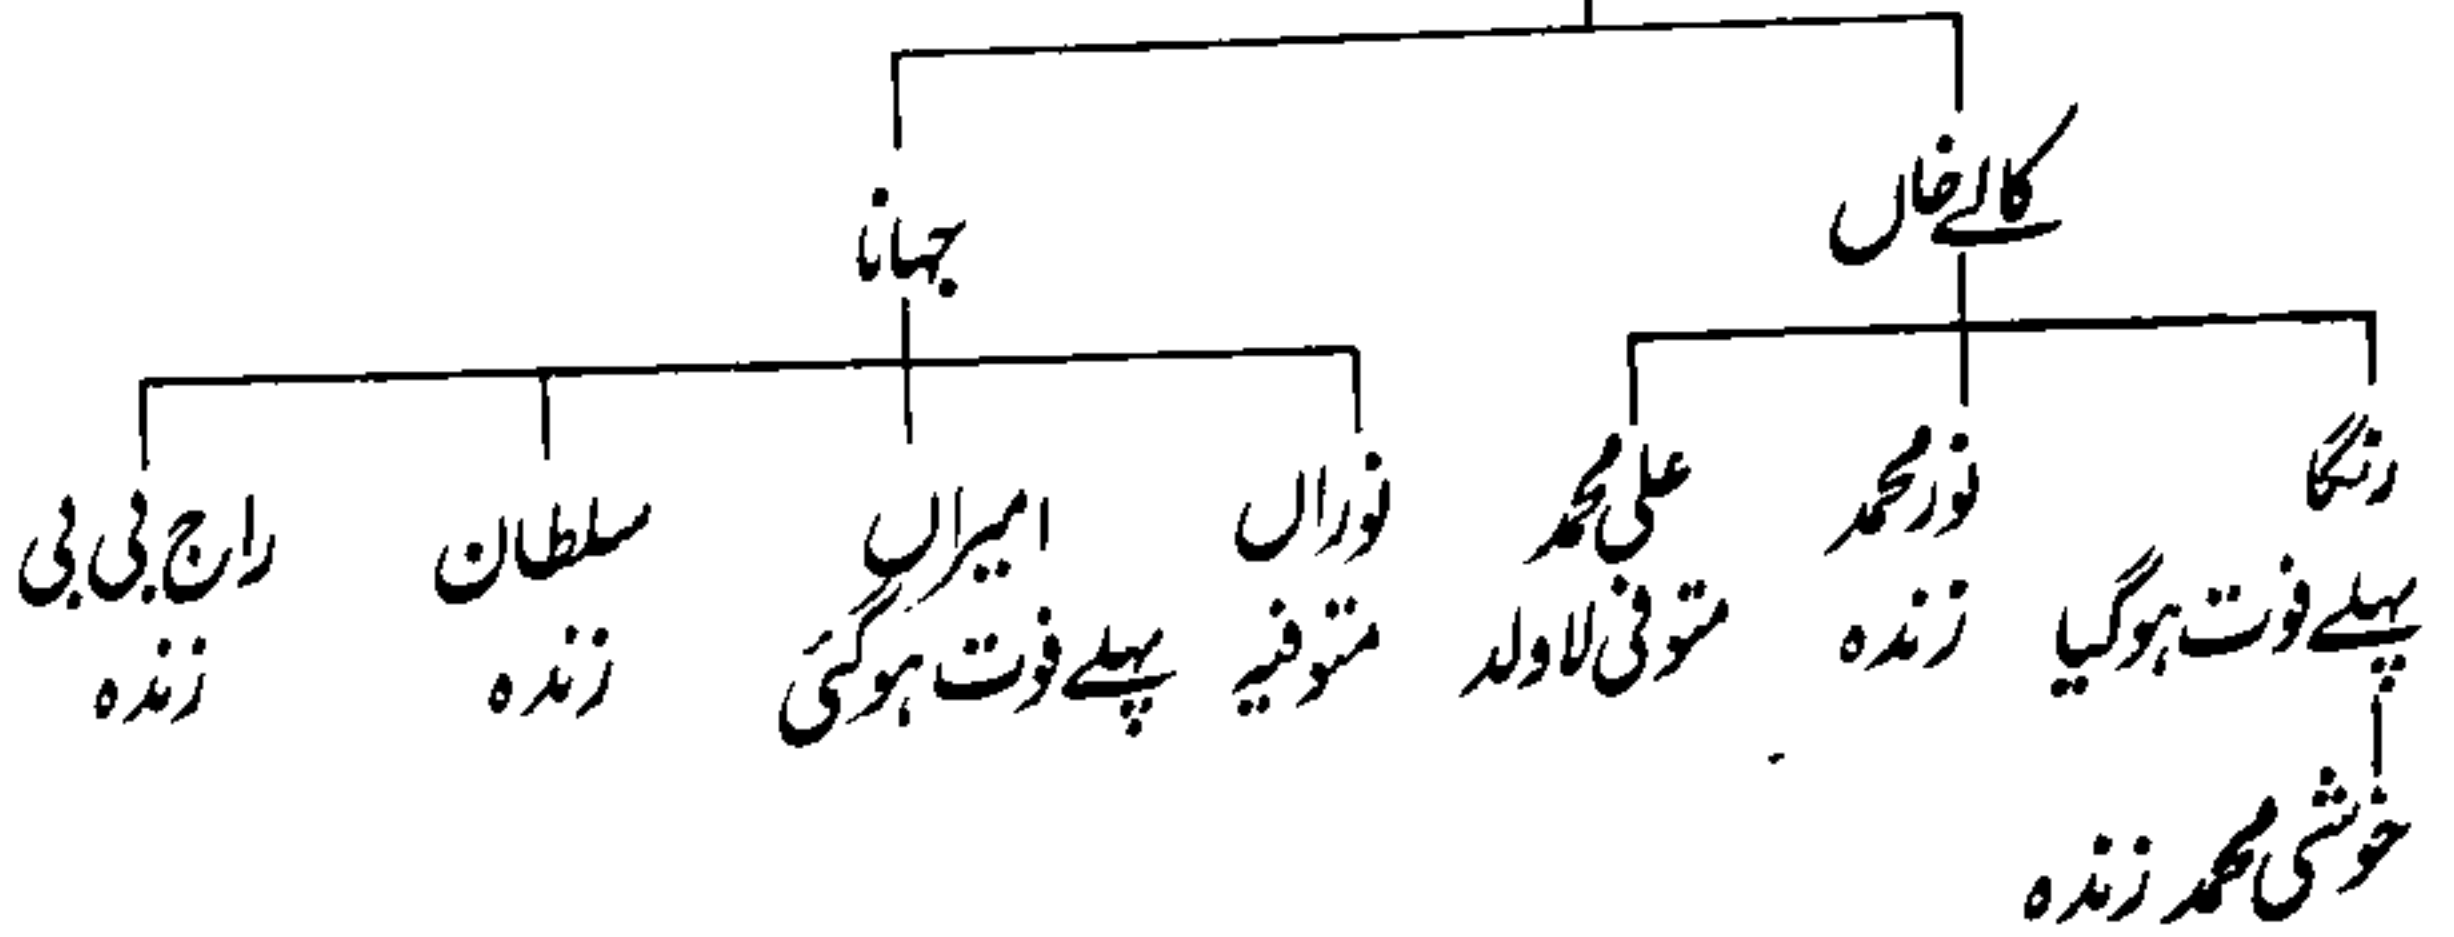 کالے خاں
جہانا
رنگا
نور محمد
علی محمد
نوراں
امیراں
سلطان
راج بی بی
پہلے فوت ہوگیا
زندہ
متوفی لاولد
متوفیہ
پہلے فوت ہوگئی
زندہ
زندہ
خوشی محمد زندہ